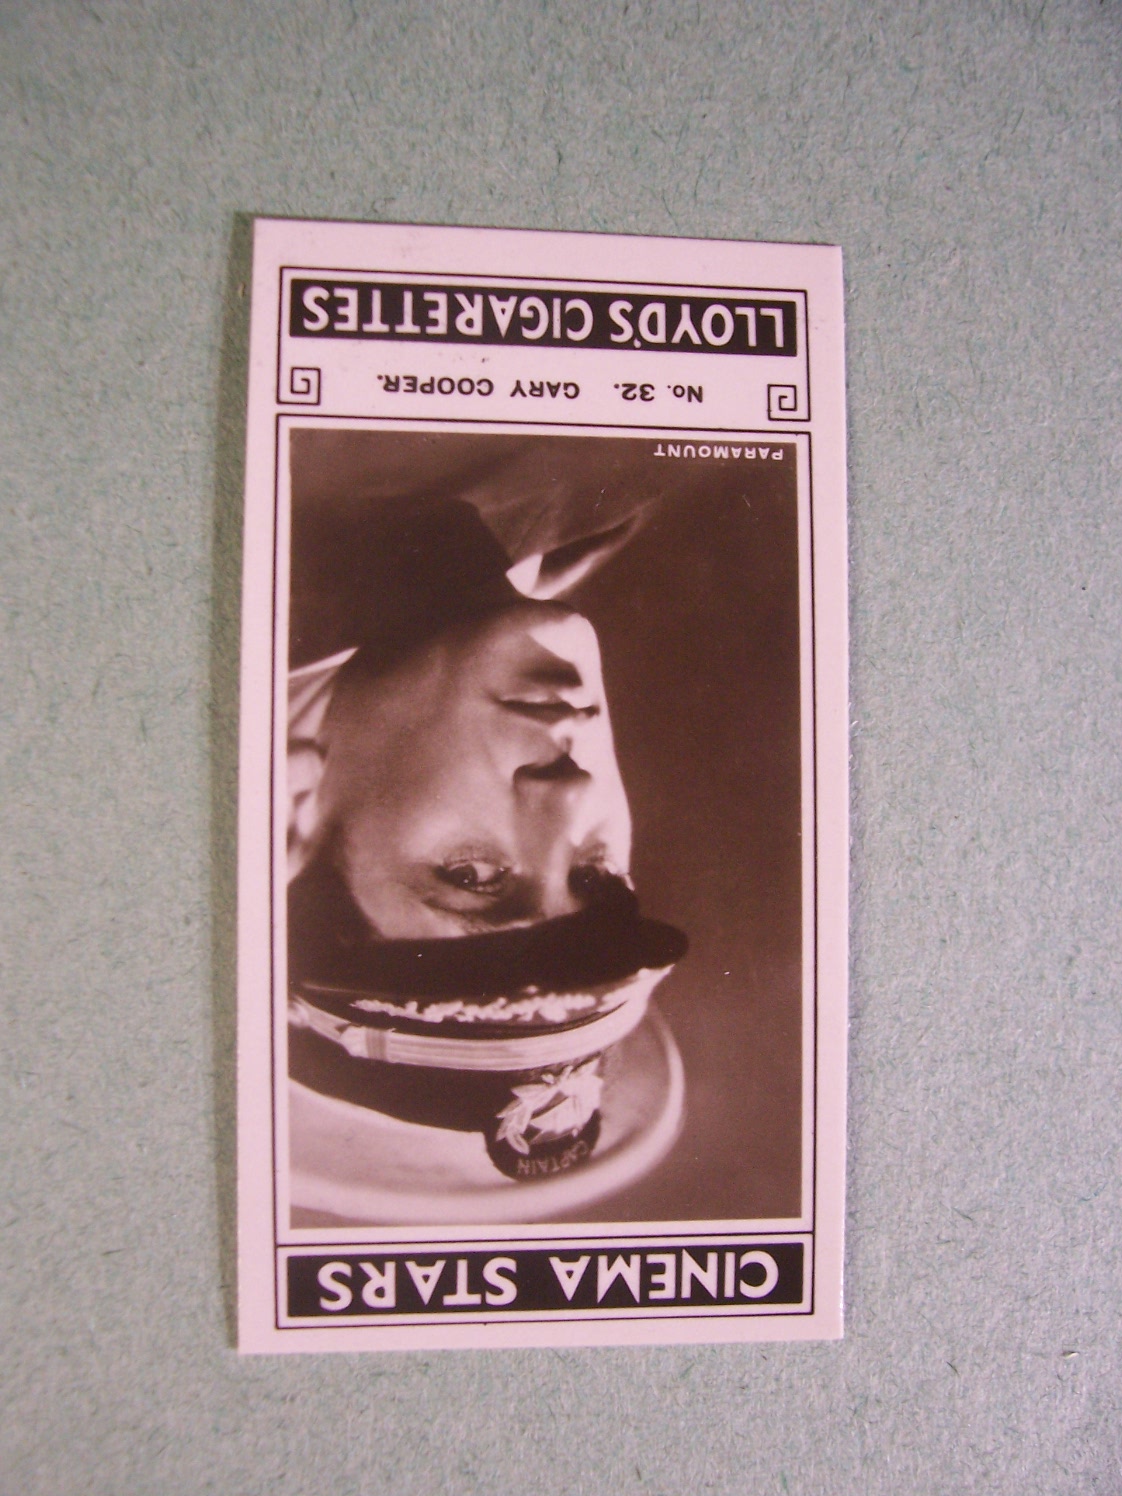 CINEMA STARS
CAPTAIN
PARAMOUNT
No. 32. GARY COOPER.
LLOYD'S CIGARETTES